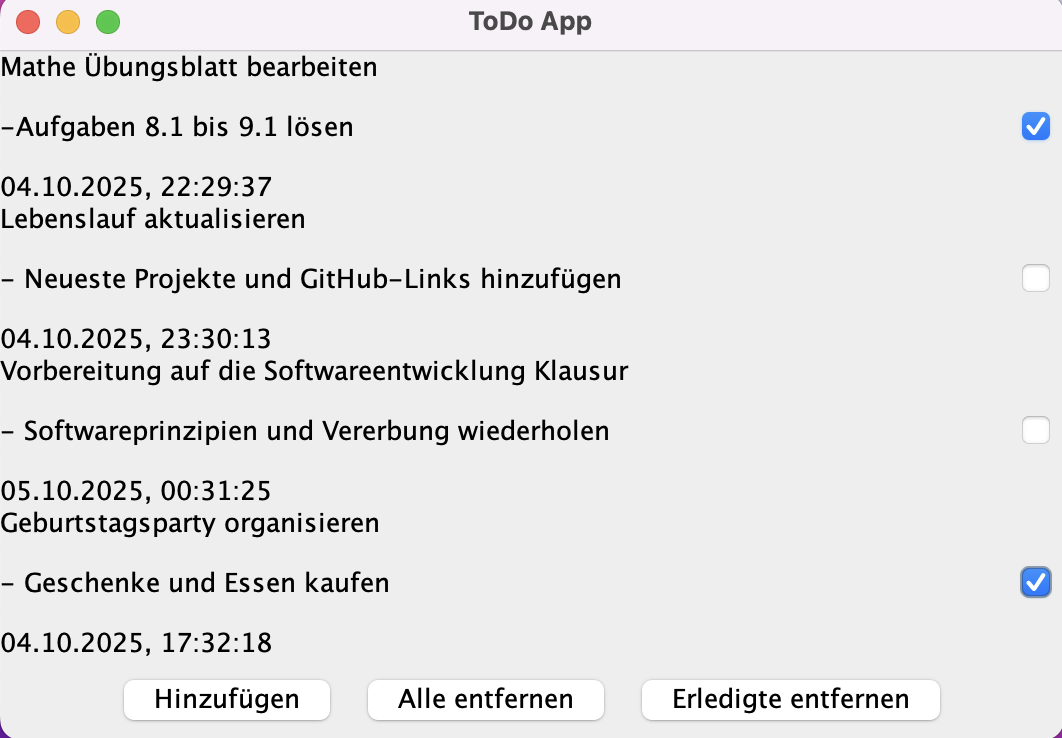 ToDo App
Mathe Übungsblatt bearbeiten
-Aufgaben 8.1 bis 9.1 lösen
04.10.2025, 22:29:37
Lebenslauf aktualisieren
- Neueste Projekte und GitHub-Links hinzufügen
04.10.2025, 23:30:13
Vorbereitung auf die Softwareentwicklung Klausur
- Softwareprinzipien und Vererbung wiederholen
05.10.2025, 00:31:25
Geburtstagsparty organisieren
- Geschenke und Essen kaufen
04.10.2025, 17:32:18
Hinzufügen Alle entfernen Erledigte entfernen